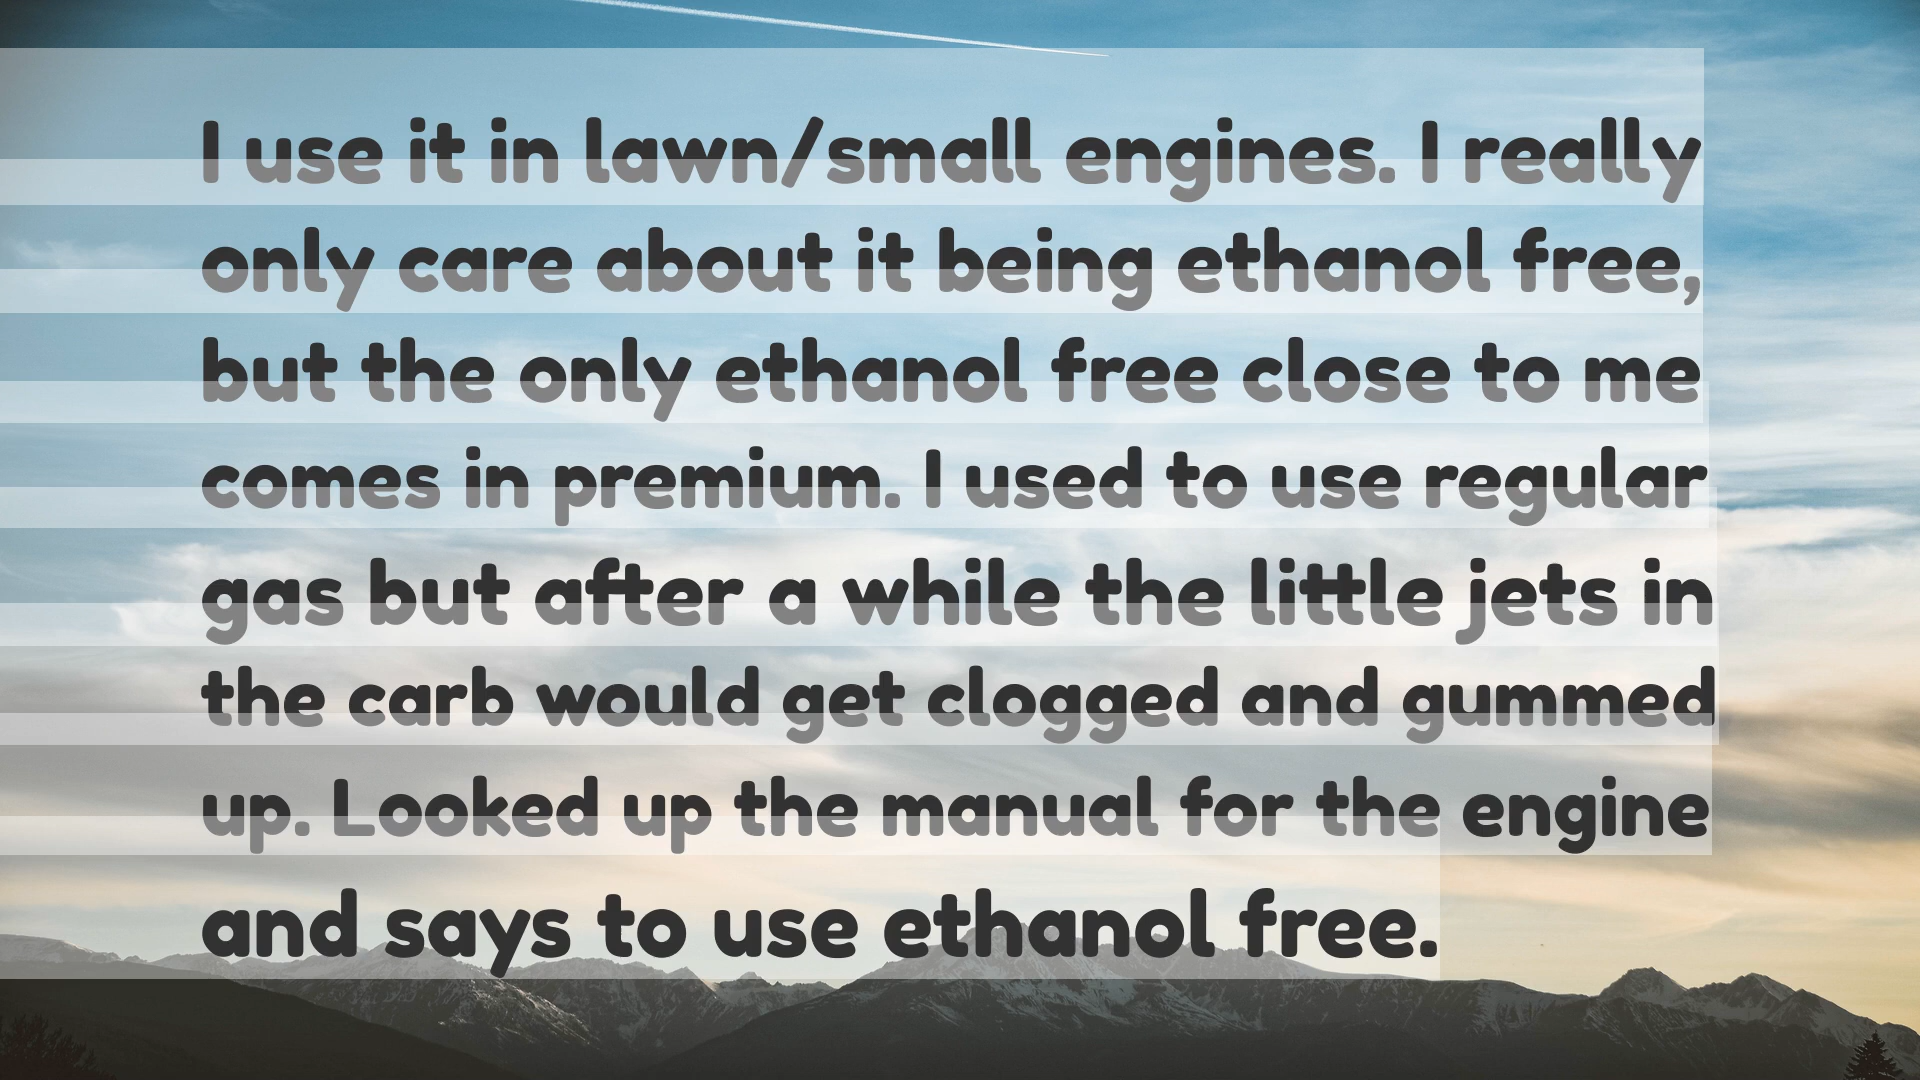 I use it in lawn/small engines. I really
only care about it being ethanol free,
but the only ethanol free close to me
comes in premium. I used to use regular
gas but after a while the little jets in
the carb would get clogged and gummed
up. Looked up the manual for the engine
and says to use ethanol free.